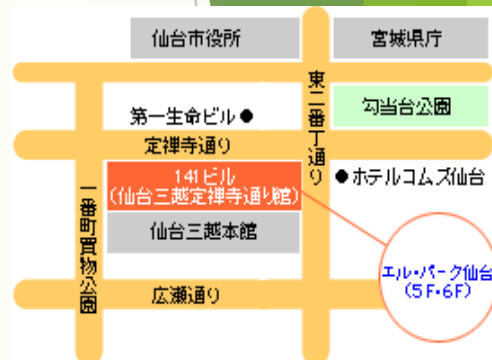 仙台市役所
宮城県庁
東二番丁通り
勾当台公園
第一生命ビル●
定禅寺通り
141ビル
(仙台三越定禅寺通り館)
●ホテルコムズ仙台
一番町買物公園
仙台三越本館
エル・パーク仙台
(5F・6F)
広瀬通り